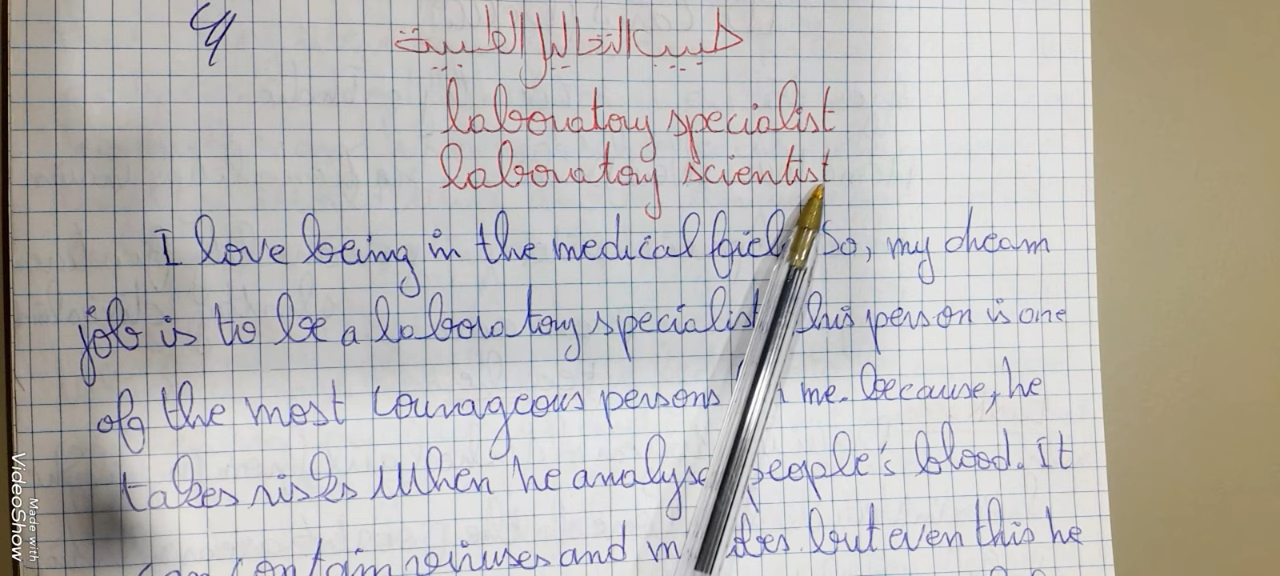 طبيب التحاليل الطبية
laboratory specialist
laboratory scientist
I love being in the medical So, my dream
job is to be a laboratory specialist this person is one
of the most courageous persons me. because, he
takes risks when he analyse people's blood. It
contain viruses and but even this he
Made with
VideoShow